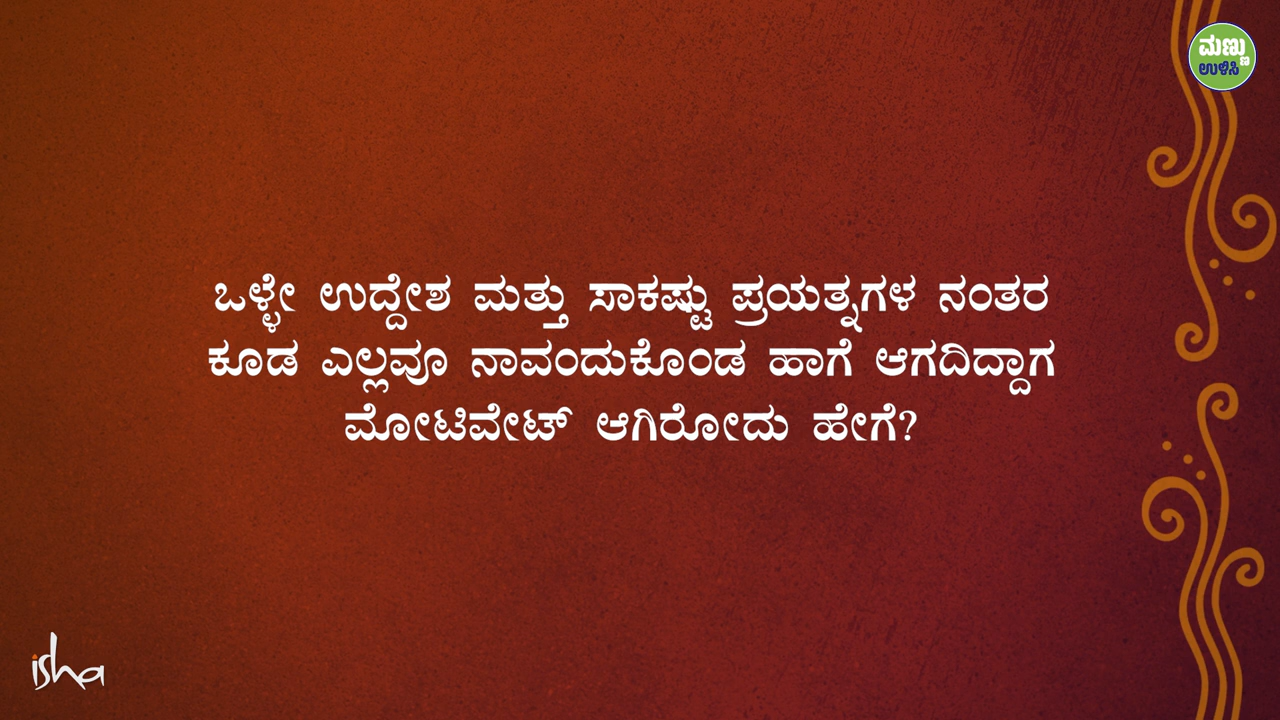 ಮಣ್ಣು
ಉಳಿಸಿ
ಒಳ್ಳೇ ಉದ್ದೇಶ ಮತ್ತು ಸಾಕಷ್ಟು ಪ್ರಯತ್ನಗಳ ನಂತರ
ಕೂಡ ಎಲ್ಲವೂ ನಾವಂದುಕೊಂಡ ಹಾಗೆ ಆಗದಿದ್ದಾಗ
ಮೋಟಿವೇಟ್ ಆಗಿರೋದು ಹೇಗೆ?
isha